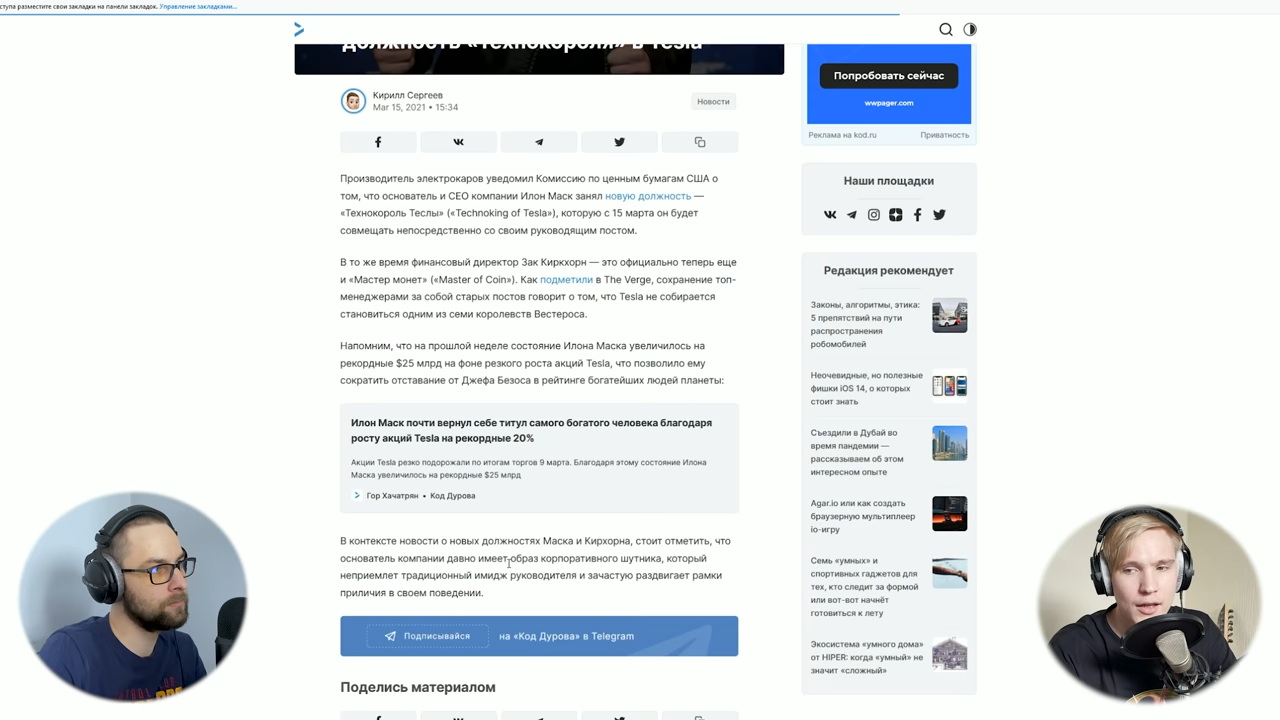 ступа разместите свои закладки на панели закладок. Управление закладками...
должность «Технокороля» в Tesla
Кирилл Сергеев
Mar 15, 2021 • 15:34
Новости
Производитель электрокаров уведомил Комиссию по ценным бумагам США о
том, что основатель и CEO компании Илон Маск занял новую должность —
«Технокороль Теслы» («Technoking of Tesla»), которую с 15 марта он будет
совмещать непосредственно со своим руководящим постом.
В то же время финансовый директор Зак Киркхорн — это официально теперь еще
и «Мастер монет» («Master of Coin»). Как подметили в The Verge, сохранение топ-
менеджерами за собой старых постов говорит о том, что Tesla не собирается
становиться одним из семи королевств Вестероса.
Напомним, что на прошлой неделе состояние Илона Маска увеличилось на
рекордные $25 млрд на фоне резкого роста акций Tesla, что позволило ему
сократить отставание от Джефа Безоса в рейтинге богатейших людей планеты:
Илон Маск почти вернул себе титул самого богатого человека благодаря
росту акций Tesla на рекордные 20%
Акции Tesla резко подорожали по итогам торгов 9 марта. Благодаря этому состояние Илона
Маска увеличилось на рекордные $25 млрд
Гор Хачатрян • Код Дурова
В контексте новости о новых должностях Маска и Кирхорна, стоит отметить, что
основатель компании давно имеет образ корпоративного шутника, который
неприемлет традиционный имидж руководителя и зачастую раздвигает рамки
приличия в своем поведении.
Подписывайся на «Код Дурова» в Telegram
Поделись материалом
Попробовать сейчас
wwpager.com
Реклама на kod.ru Приватность
Наши площадки
Редакция рекомендует
Законы, алгоритмы, этика:
5 препятствий на пути
распространения
робомобилей
Неочевидные, но полезные
фишки iOS 14, о которых
стоит знать
Съездили в Дубай во
время пандемии —
рассказываем об этом
интересном опыте
Agar.io или как создать
браузерную мультиплеер
io-игру
Семь «умных» и
спортивных гаджетов для
тех, кто следит за формой
или вот-вот начнёт
готовиться к лету
Экосистема «умного дома»
от HIPER: когда «умный» не
значит «сложный»